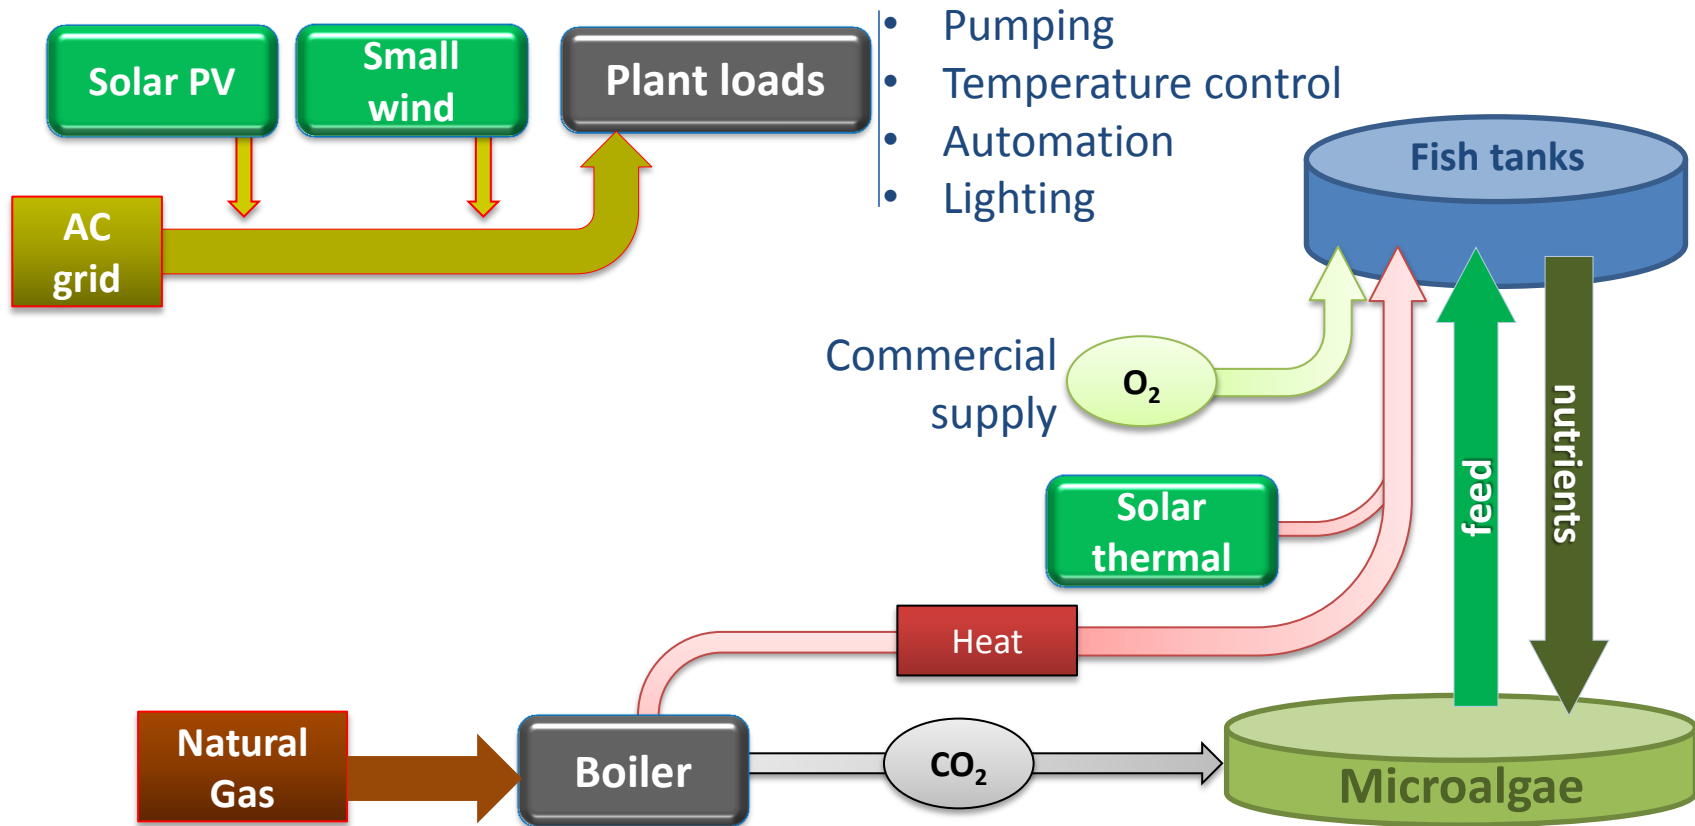 Solar PV
Small
wind
Plant loads
• Pumping
• Temperature control
• Automation
• Lighting
Fish tanks
AC
grid
Commercial
supply
O₂
nutrients
feed
Solar
thermal
Heat
Natural
Gas
Boiler
CO₂
Microalgae